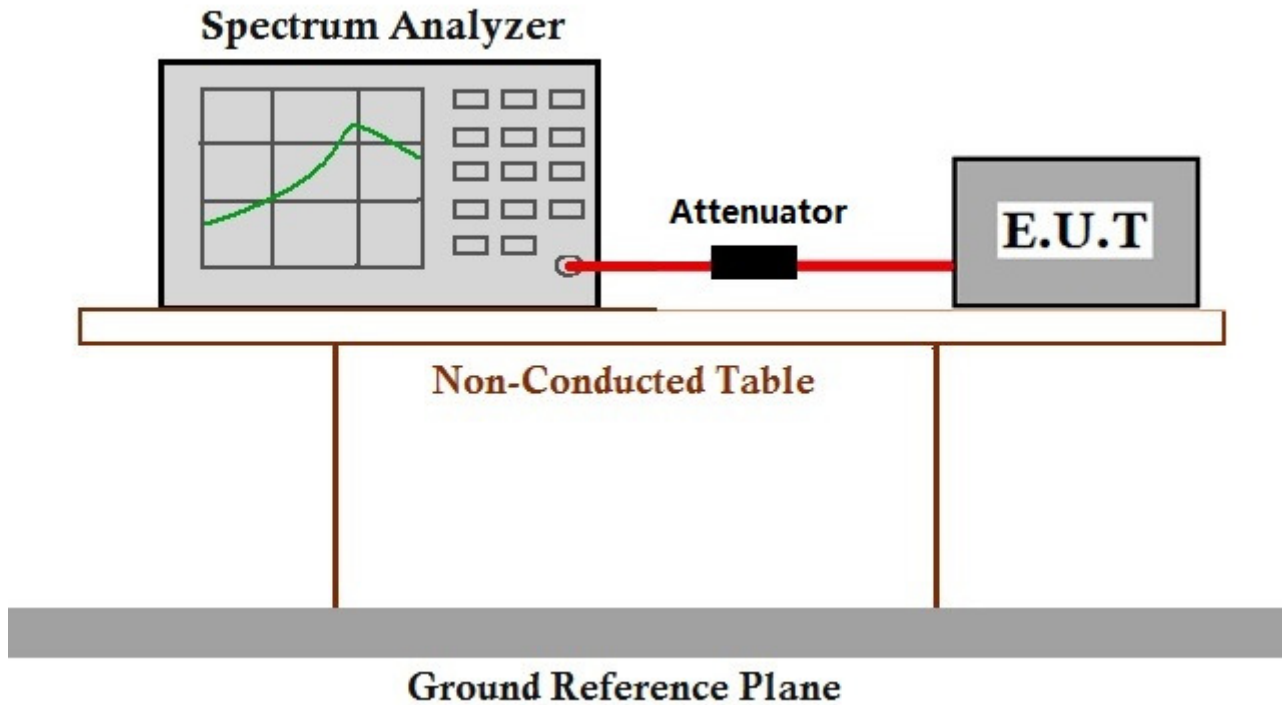 Spectrum Analyzer
Attenuator
E.U.T
Non-Conducted Table
Ground Reference Plane